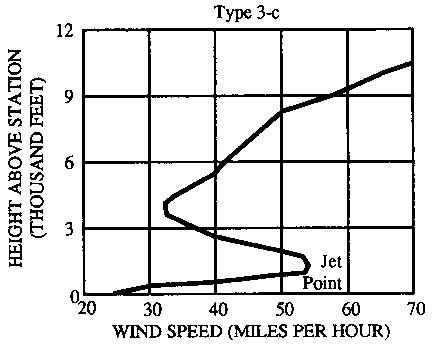 Type 3-c
HEIGHT ABOVE STATION
(THOUSAND FEET)
12
9
6
3
0
Jet
Point
20 30 40 50 60 70
WIND SPEED (MILES PER HOUR)